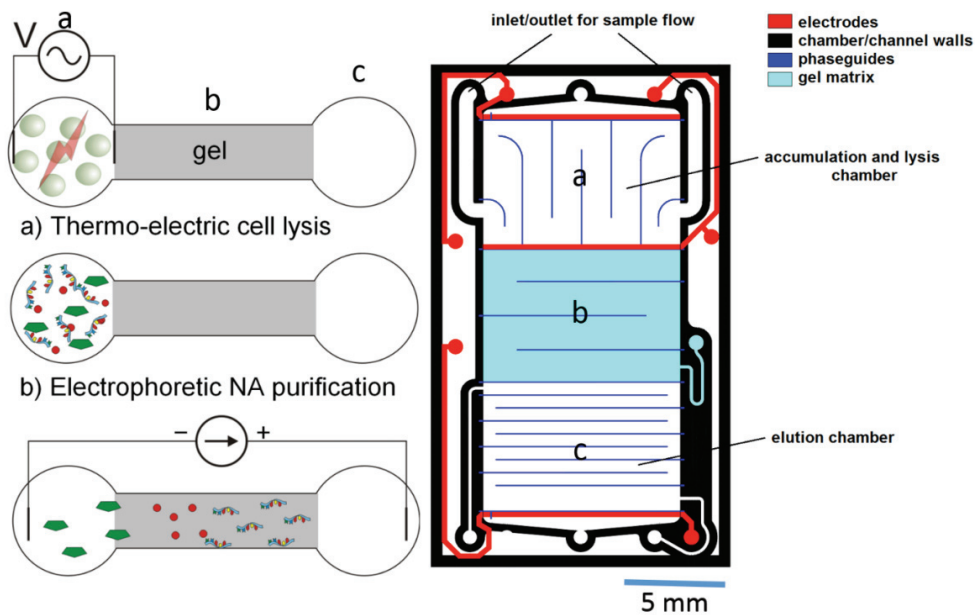 a
V
b
c
gel
a) Thermo-electric cell lysis
b) Electrophoretic NA purification
− +
inlet/outlet for sample flow
electrodes
chamber/channel walls
phaseguides
gel matrix
a
accumulation and lysis
chamber
b
c
elution chamber
5 mm